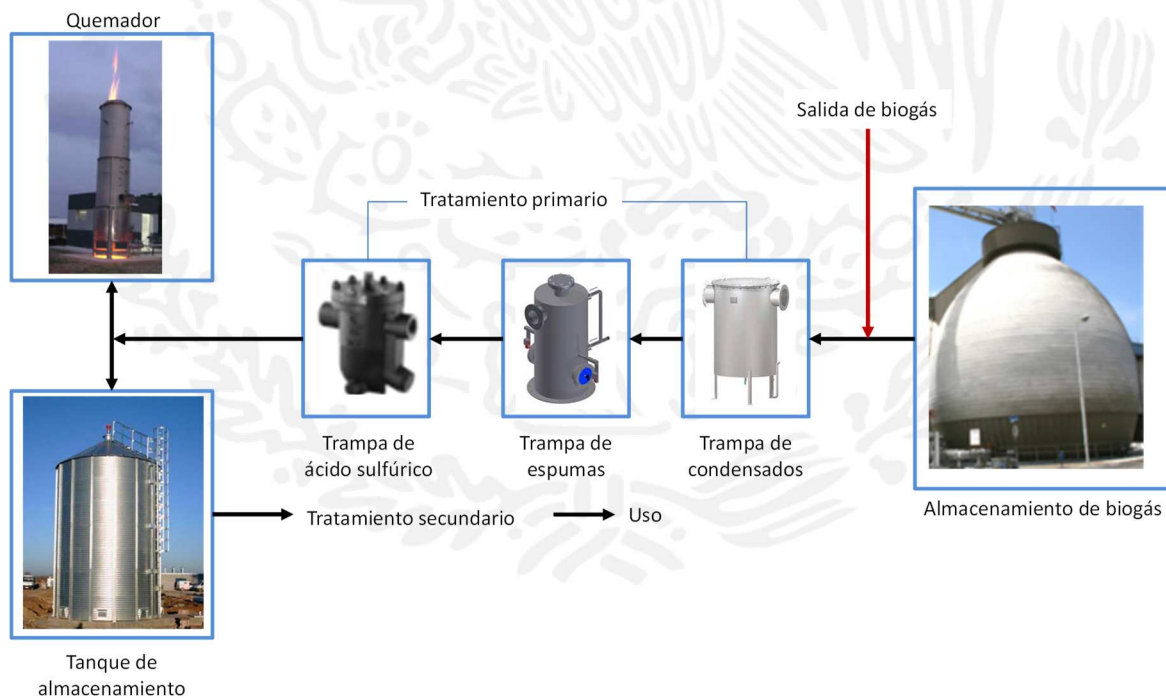 Quemador
Salida de biogás
Tratamiento primario
Trampa de
ácido sulfúrico
Trampa de
espumas
Trampa de
condensados
Almacenamiento de biogás
Tratamiento secundario
Uso
Tanque de
almacenamiento